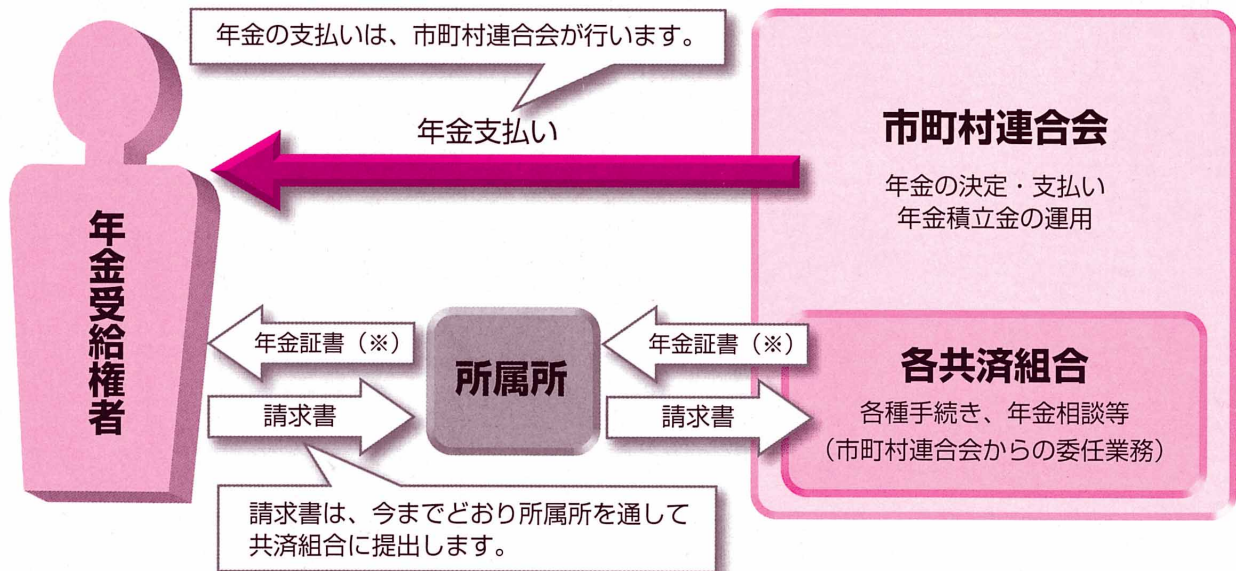 年金の支払いは、市町村連合会が行います。
年金支払い
市町村連合会
年金の決定・支払い
年金積立金の運用
年金受給権者
年金証書（※）
所属所
年金証書（※）
各共済組合
請求書
請求書
各種手続き、年金相談等
（市町村連合会からの委任業務）
請求書は、今までどおり所属所を通して
共済組合に提出します。